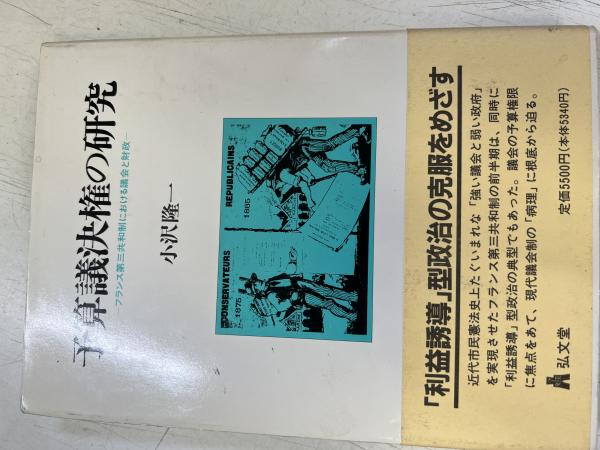 予算議決権の研究
フランス第三共和制における議会と財政
小沢隆一
CONSERVATEURS
1875
REPUBLICAINS
1885
「利益誘導」型政治の克服をめざす
近代市民憲法史上たぐいまれな「強い議会と弱い政府」
を実現させたフランス第三共和制の前半期は、同時に
「利益誘導」型政治の典型でもあった。議会の予算権限
に焦点をあて、現代議会制の「病理」に根底から迫る。
弘文堂
定価5500円(本体5340円)